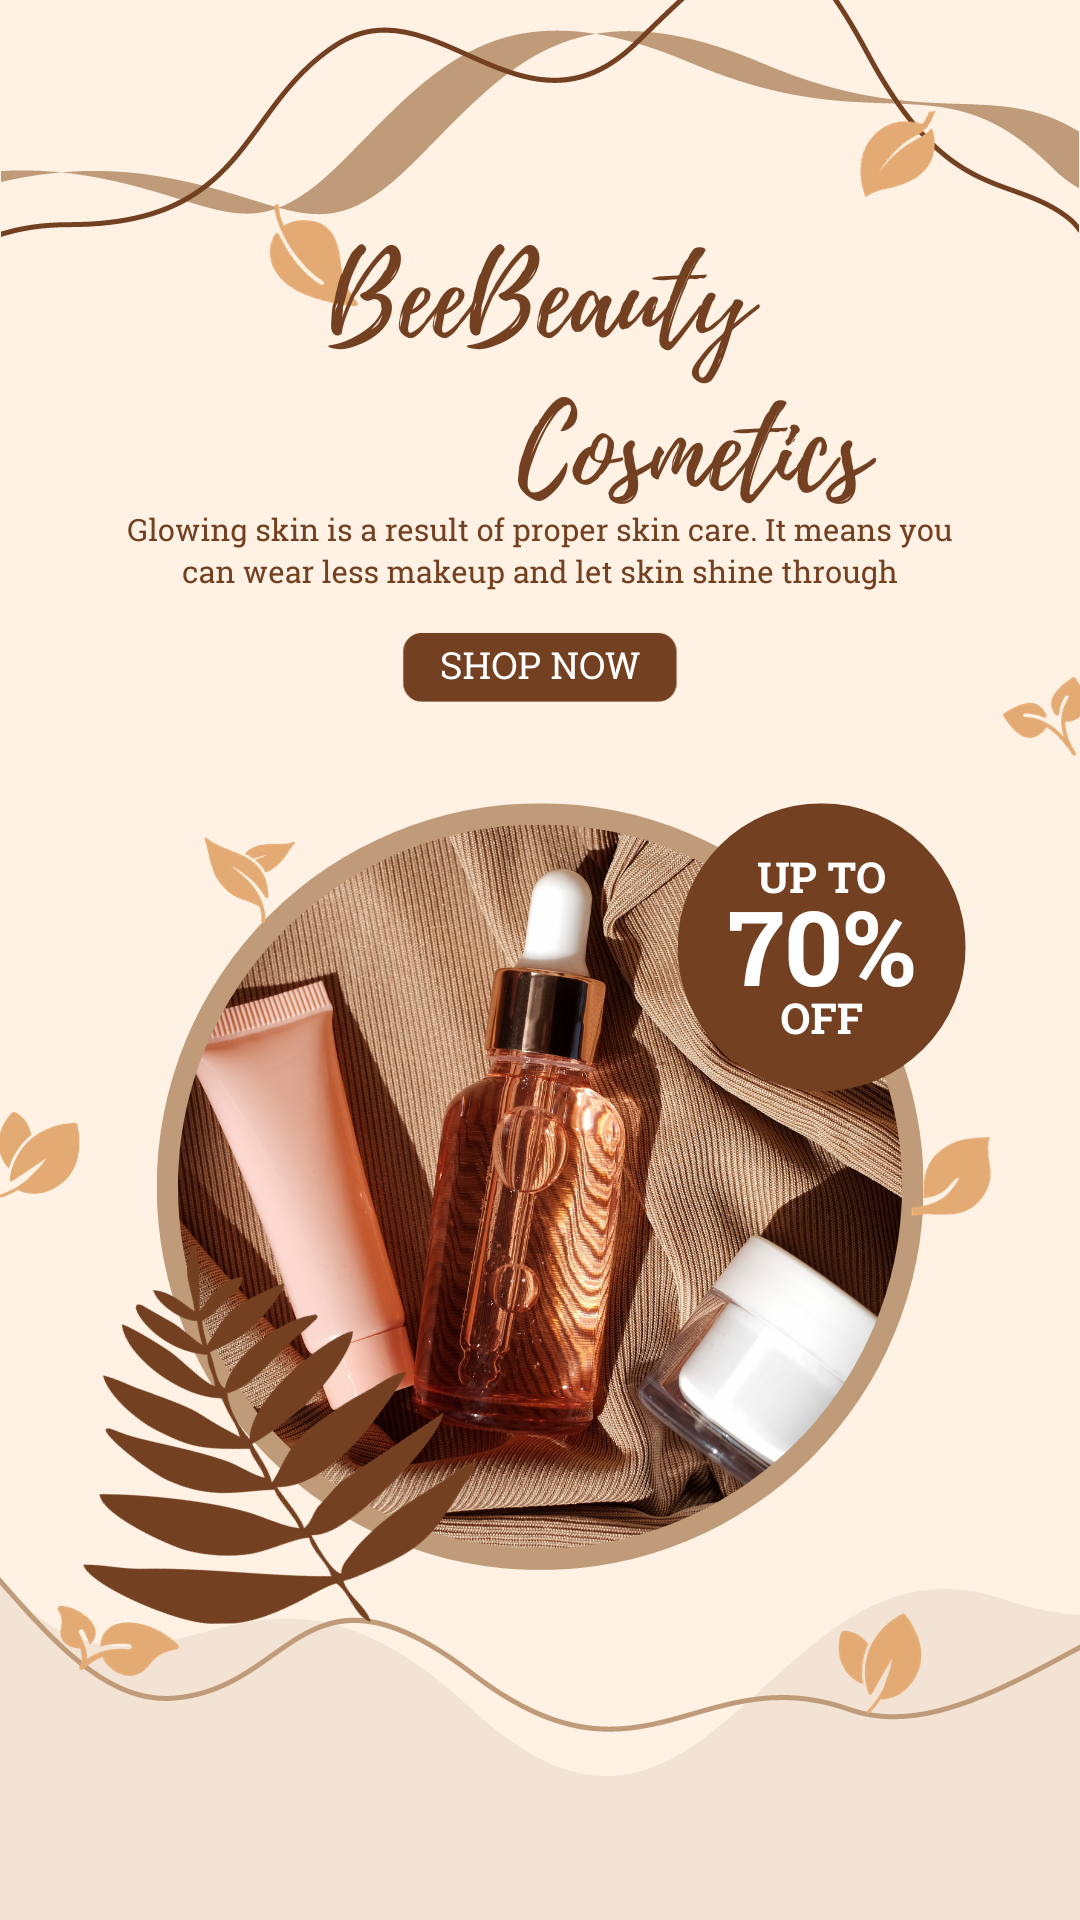 BeeBeauty
Cosmetics
Glowing skin is a result of proper skin care. It means you
can wear less makeup and let skin shine through
SHOP NOW
UP TO
70%
OFF